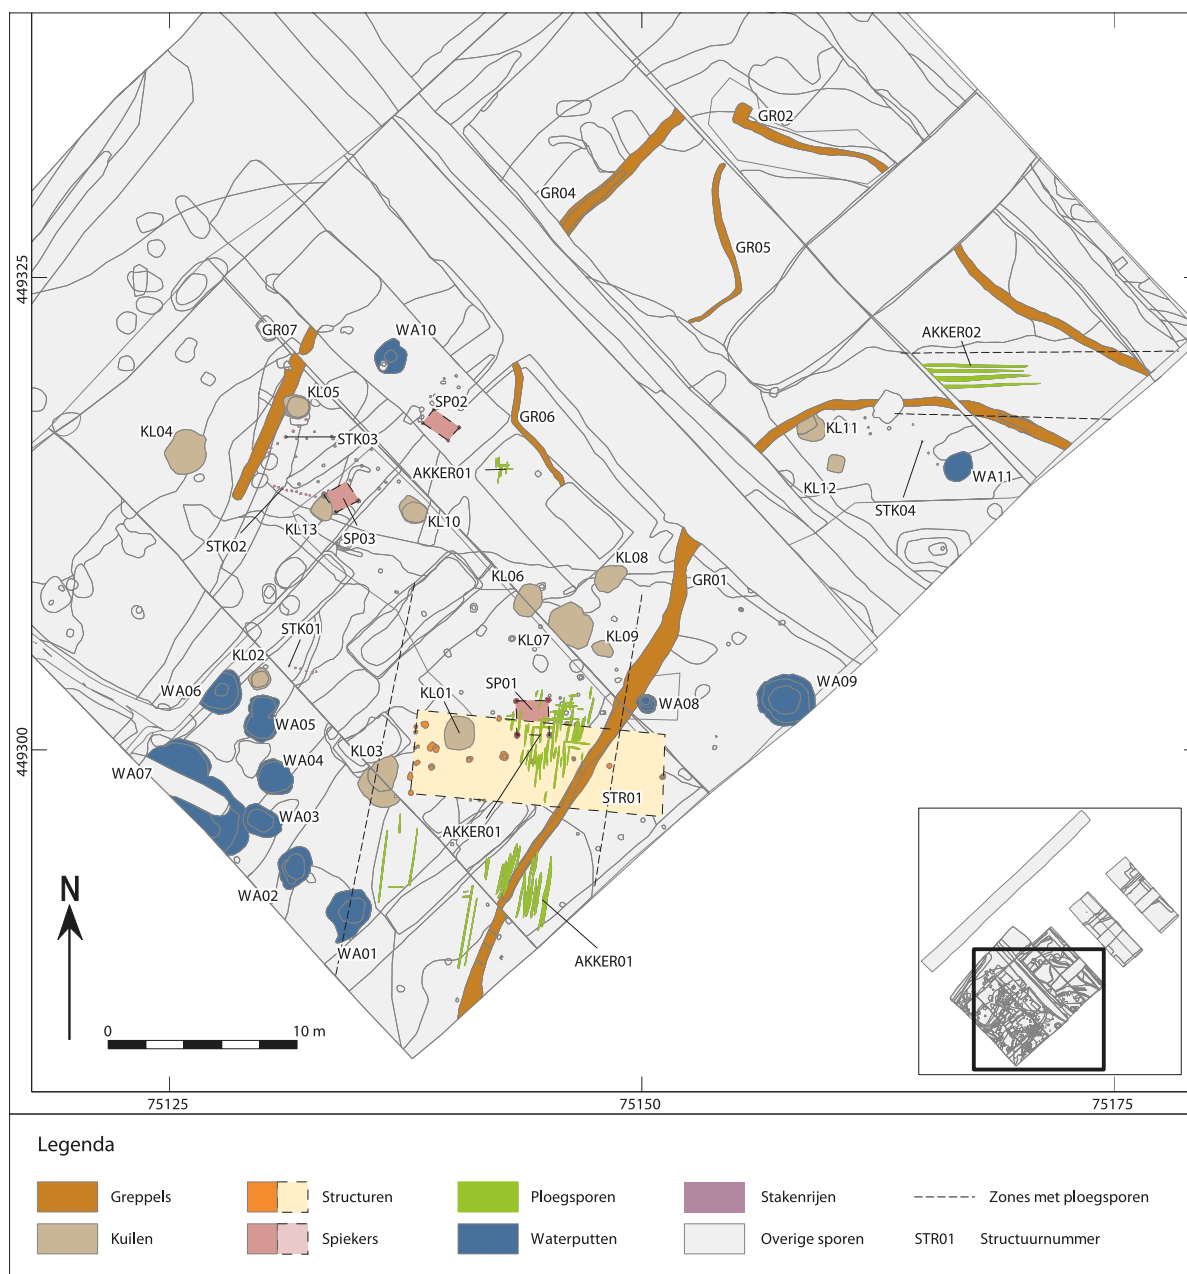 GR02
GR04
GR05
449325
GR07
WA10
AKKER02
KL05
SP02
KL04
STK03
GR06
KL11
AKKER01
WA11
KL12
KL10
STK04
KL13
STK02
SP03
KL08
KL06
GR01
STK01
KL07
KL09
KL02
SP01
WA09
WA06
KL01
WA08
WA05
449300
KL03
WA04
WA07
STR01
WA03
AKKER01
N
WA02
WA01
AKKER01
0 10 m
75125 75150 75175
Legenda
Greppels Structuren Ploegsporen Stakenrijen Zones met ploegsporen
Kuilen Spiekers Waterputten Overige sporen STR01 Structuurnummer